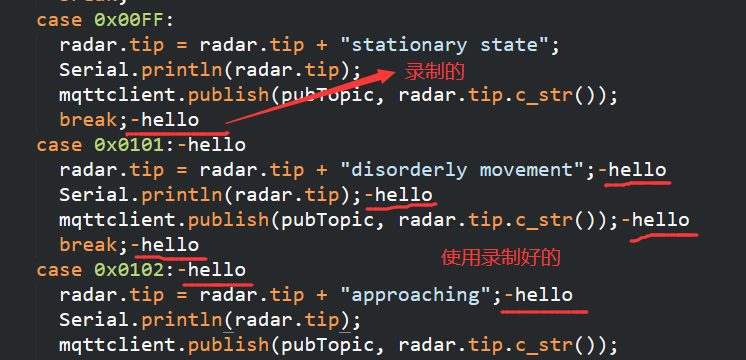 case 0x00FF:
radar.tip = radar.tip + "stationary state";
Serial.println(radar.tip);
录制的
mqttclient.publish(pubTopic, radar.tip.c_str());
break;-hello
case 0x0101:-hello
radar.tip = radar.tip + "disorderly movement";-hello
Serial.println(radar.tip);-hello
mqttclient.publish(pubTopic, radar.tip.c_str());-hello
break;-hello
使用录制好的
case 0x0102:-hello
radar.tip = radar.tip + "approaching";-hello
Serial.println(radar.tip);
mqttclient.publish(pubTopic, radar.tip.c_str());